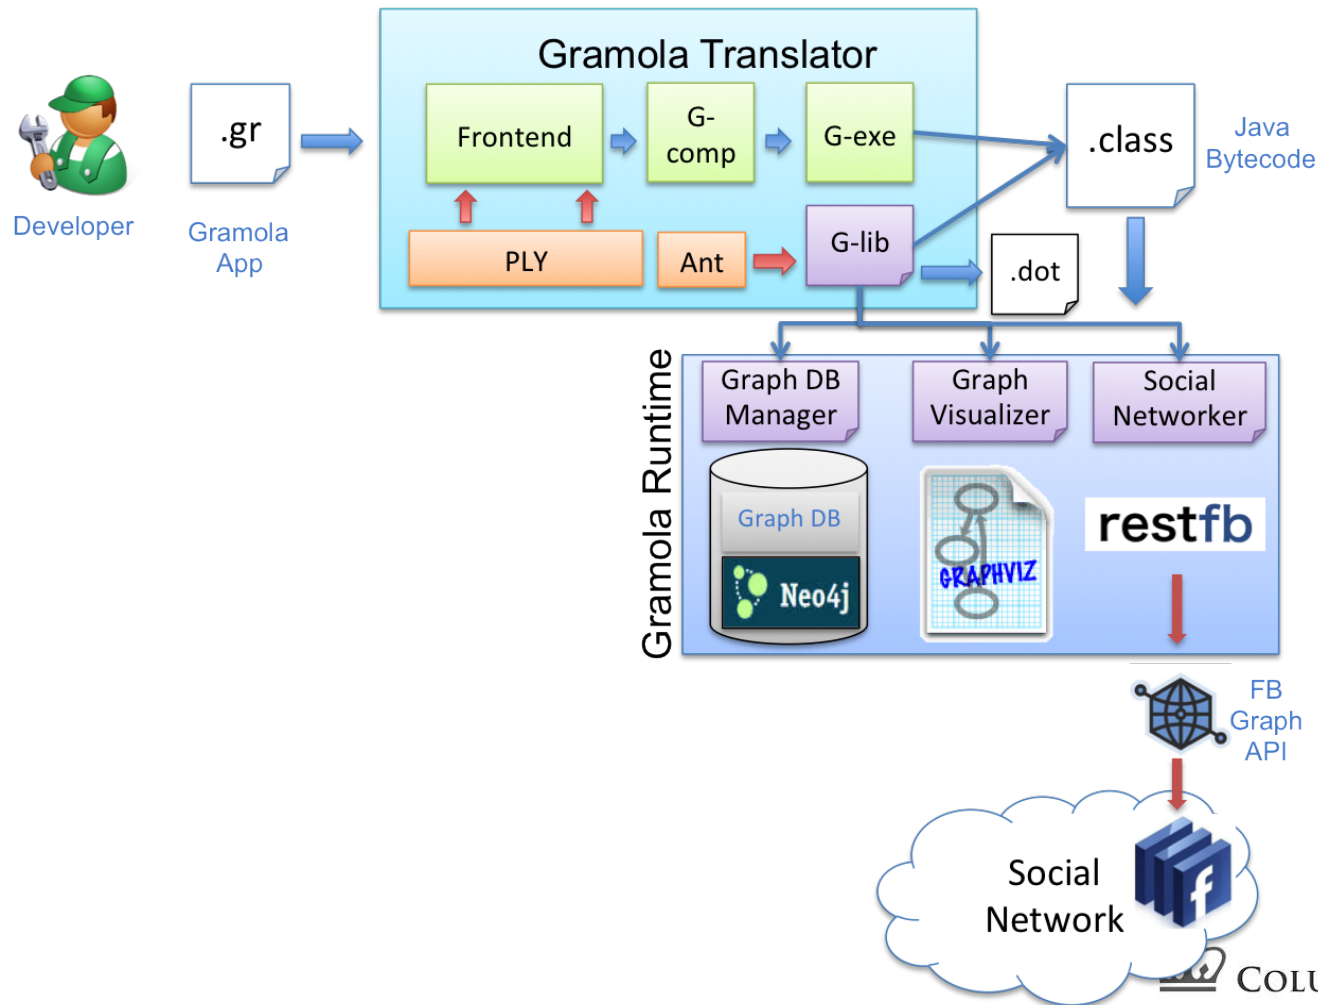 Gramola Translator
.gr
Frontend
G-
comp
G-exe
.class
Java
Bytecode
Developer
Gramola
App
PLY
Ant
G-lib
.dot
Gramola Runtime
Graph DB
Manager
Graph
Visualizer
Social
Networker
Graph DB
Neo4j
GRAPHVIZ
restfb
FB
Graph
API
Social
Network
f